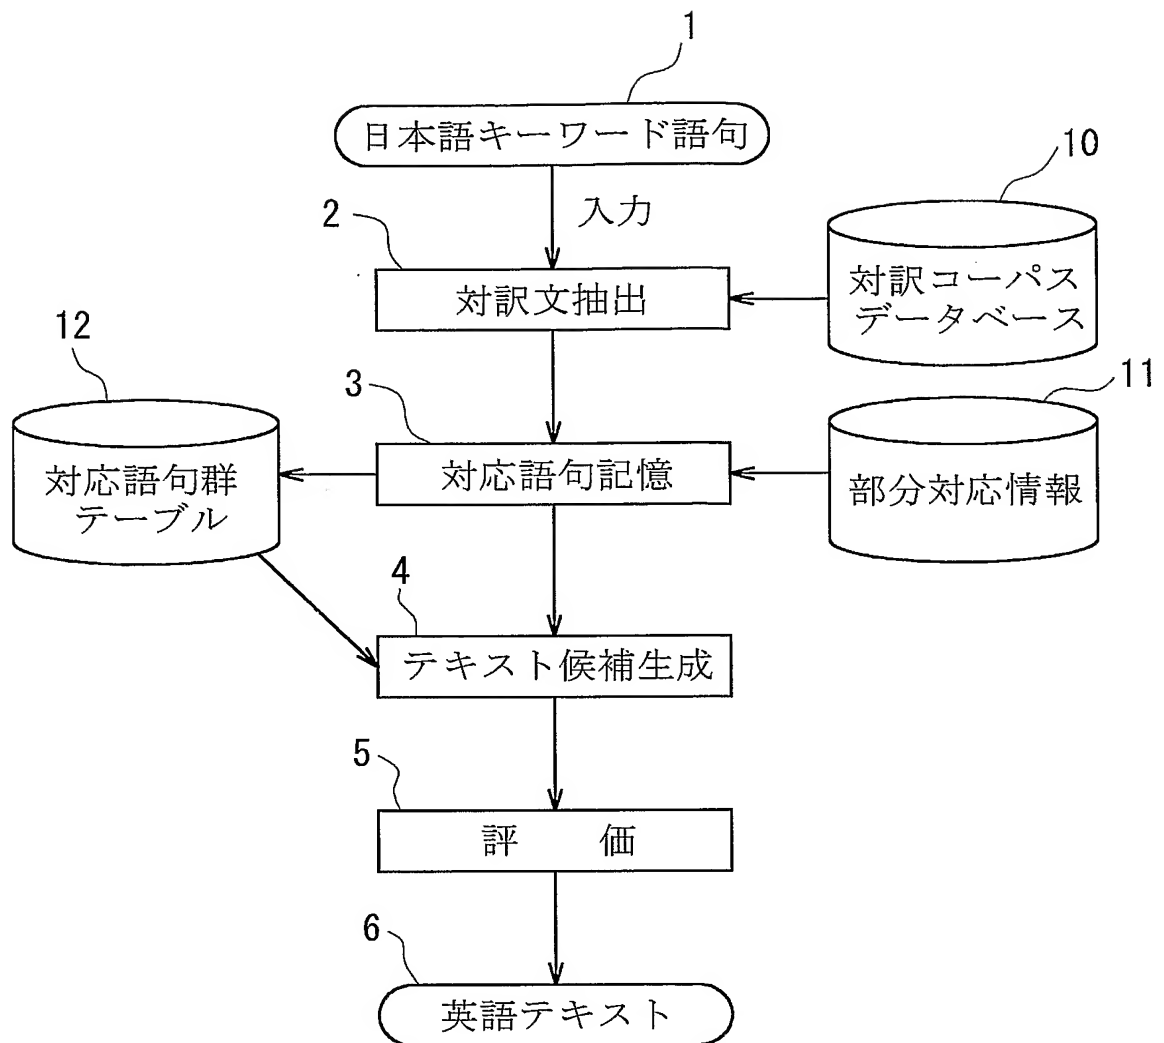 1
日本語キーワード語句
入力
10
対訳コーパス
データベース
2
対訳文抽出
12
対応語句群
テーブル
3
対応語句記憶
11
部分対応情報
4
テキスト候補生成
5
評 価
6
英語テキスト